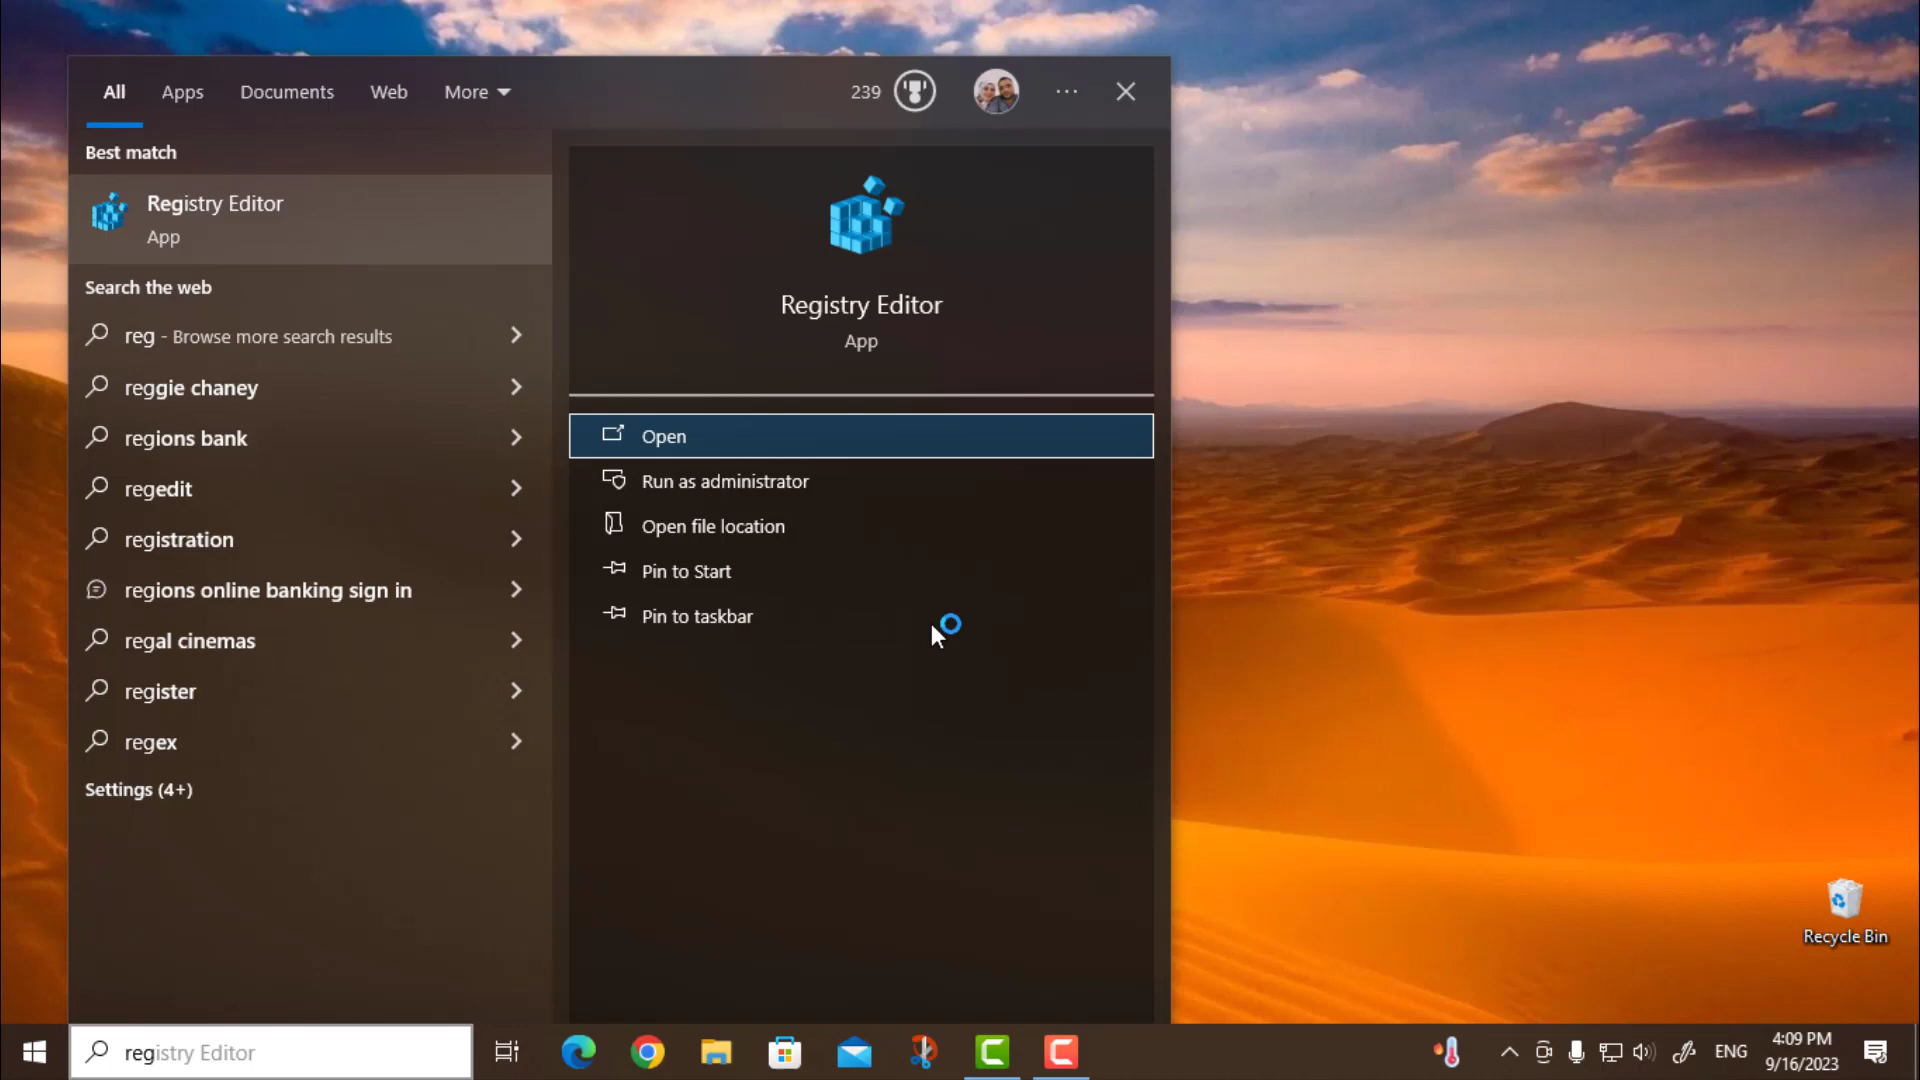 All
Apps
Documents
Web
More
239
Best match
Registry Editor
App
Search the web
reg - Browse more search results
reggie chaney
regions bank
regedit
registration
regions online banking sign in
regal cinemas
register
regex
Settings (4+)
Registry Editor
App
Open
Run as administrator
Open file location
Pin to Start
Pin to taskbar
Recycle Bin
registry Editor
ENG
4:09 PM
9/16/2023